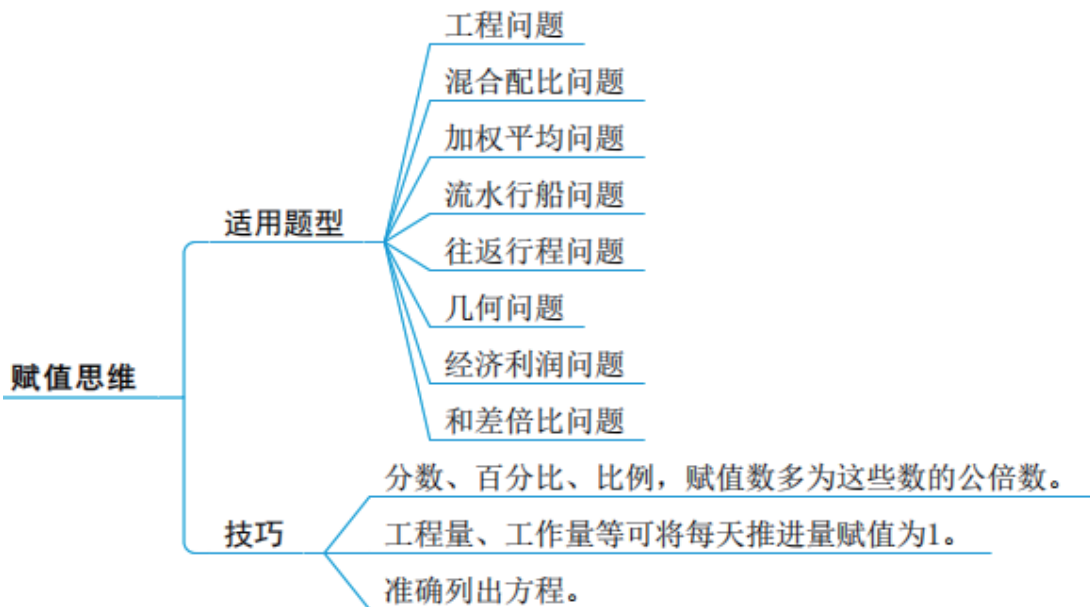 工程问题
混合配比问题
加权平均问题
流水行船问题
适用题型
往返行程问题
几何问题
经济利润问题
赋值思维
和差倍比问题
分数、百分比、比例，赋值数多为这些数的公倍数。
技巧
工程量、工作量等可将每天推进量赋值为1。
准确列出方程。